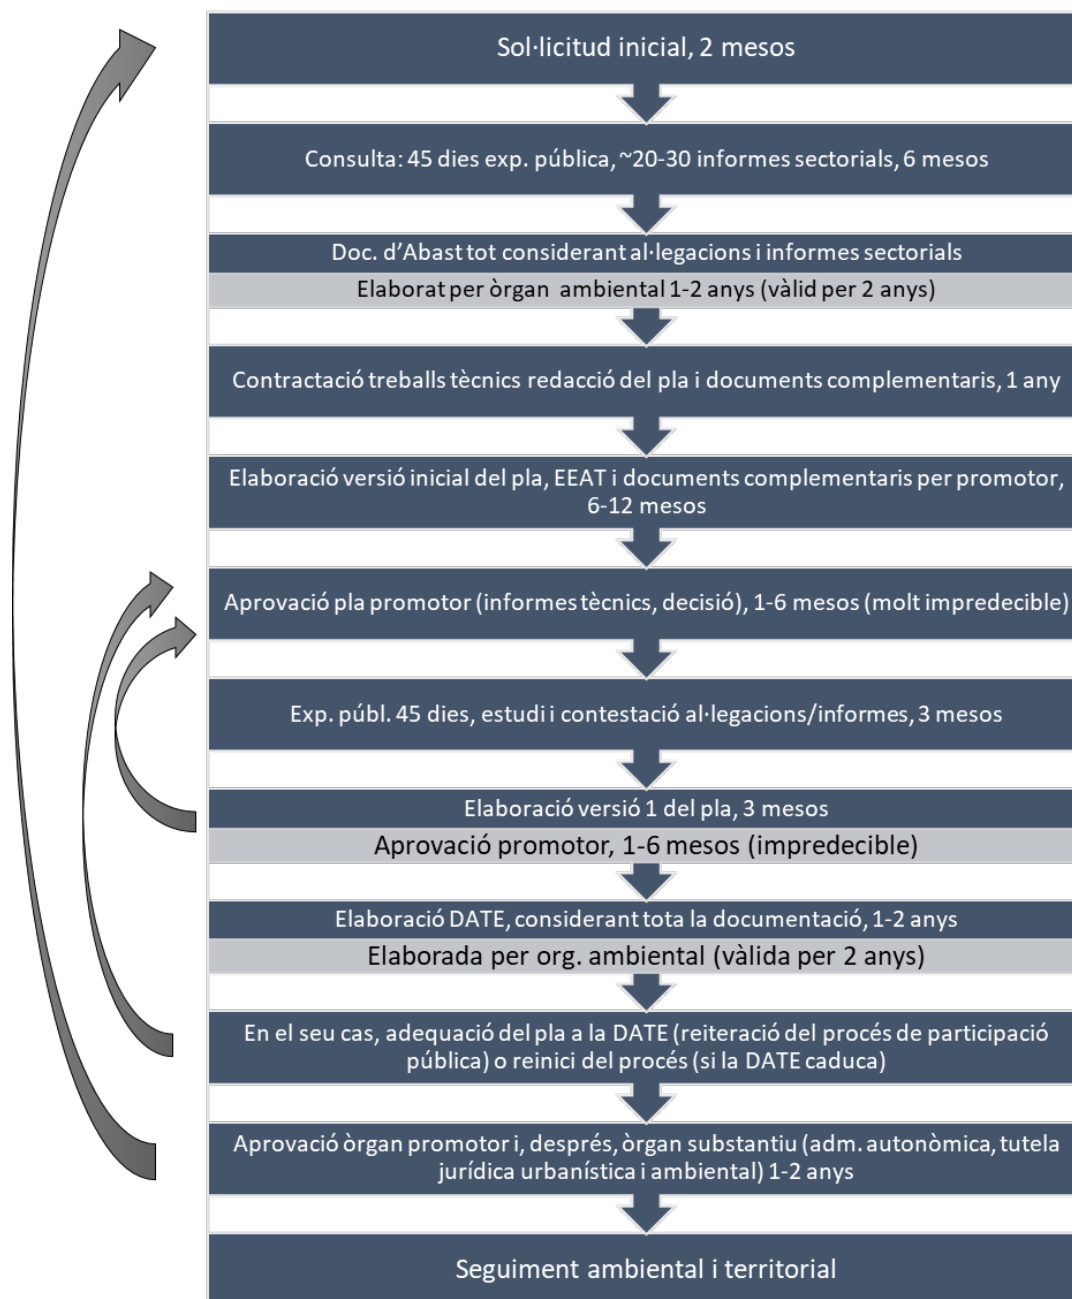 Sol·licitud inicial, 2 mesos
Consulta: 45 dies exp. pública, ~20-30 informes sectorials, 6 mesos
Doc. d’Abast tot considerant al·legacions i informes sectorials
Elaborat per òrgan ambiental 1-2 anys (vàlid per 2 anys)
Contractació treballs tècnics redacció del pla i documents complementaris, 1 any
Elaboració versió inicial del pla, EEAT i documents complementaris per promotor,
6-12 mesos
Aprovació pla promotor (informes tècnics, decisió), 1-6 mesos (molt impredecible)
Exp. públ. 45 dies, estudi i contestació al·legacions/informes, 3 mesos
Elaboració versió 1 del pla, 3 mesos
Aprovació promotor, 1-6 mesos (impredecible)
Elaboració DATE, considerant tota la documentació, 1-2 anys
Elaborada per org. ambiental (vàlida per 2 anys)
En el seu cas, adequació del pla a la DATE (reiteració del procés de participació
pública) o reinici del procés (si la DATE caduca)
Aprovació òrgan promotor i, després, òrgan substantiu (adm. autonòmica, tutela
jurídica urbanística i ambiental) 1-2 anys
Seguiment ambiental i territorial